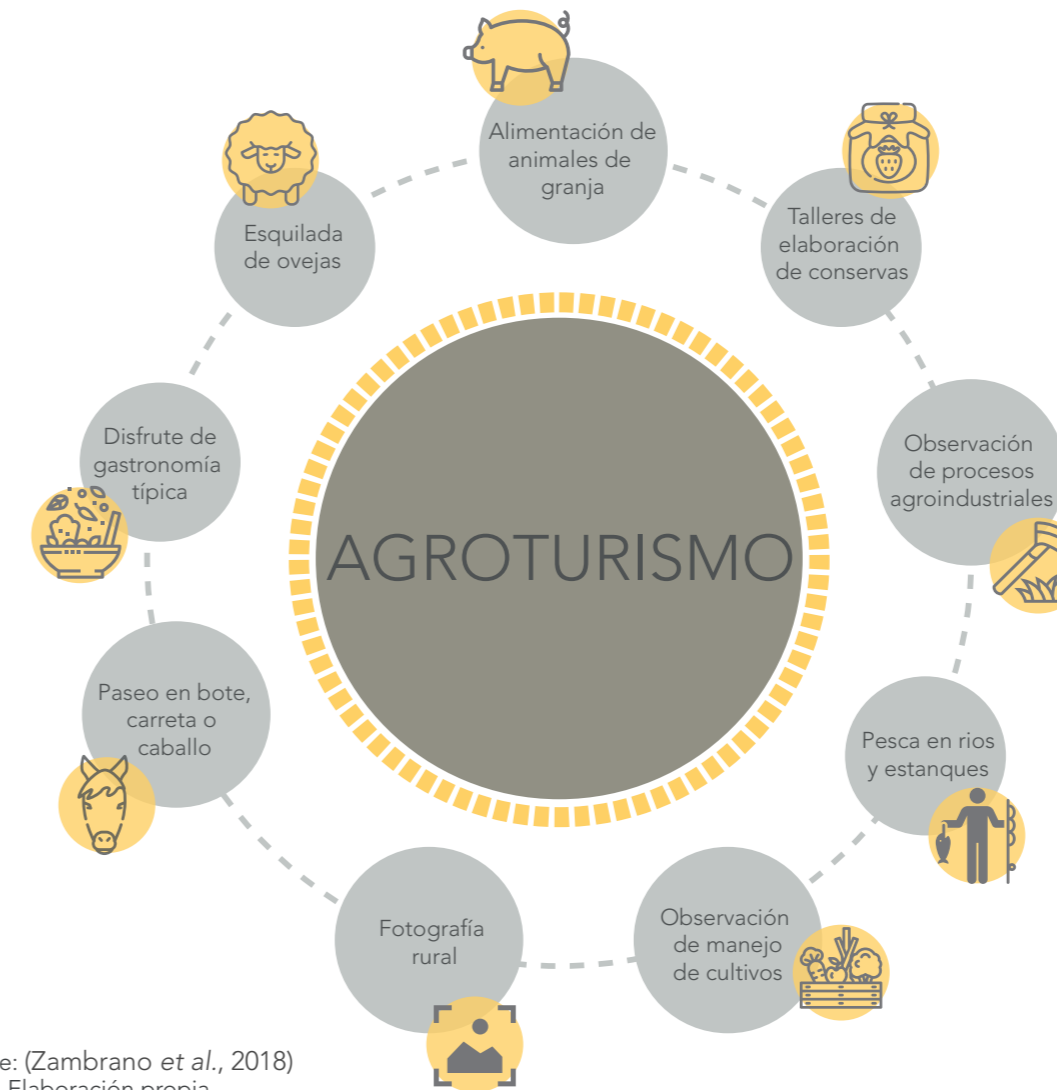 Alimentación de
animales de
granja
Talleres de
elaboración
de conservas
Observación
de procesos
agroindustriales
Pesca en rios
y estanques
Observación
de manejo
de cultivos
Fotografía
rural
Paseo en bote,
carreta o
caballo
Disfrute de
gastronomía
típica
Esquilada
de ovejas
AGROTURISMO
e: (Zambrano et al., 2018)
Elaboración propia